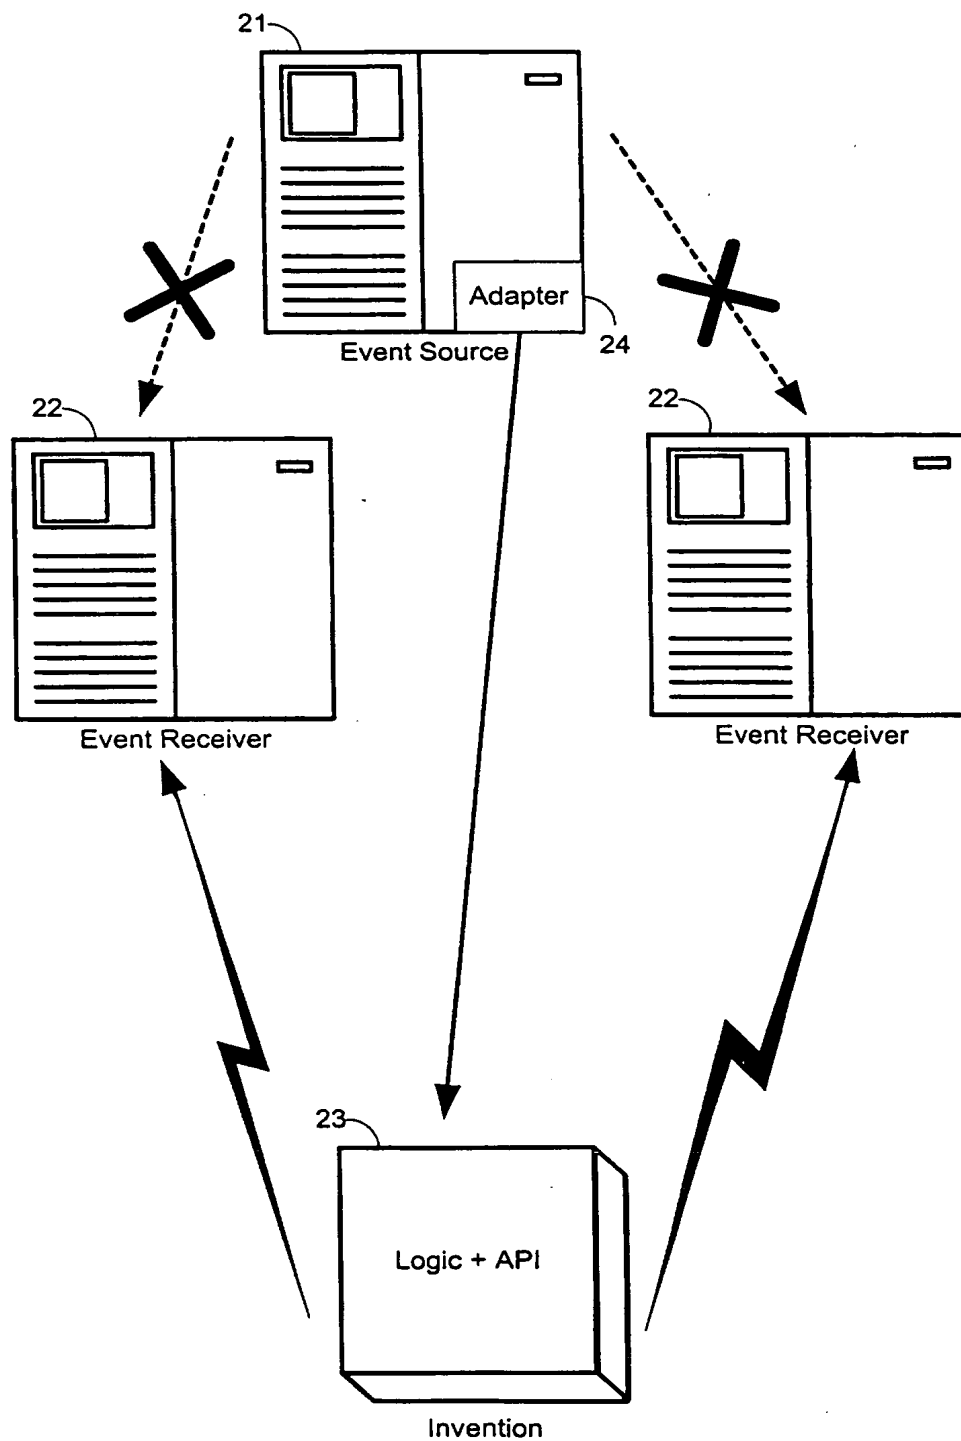 21
Adapter
24
Event Source
22
22
Event Receiver
Event Receiver
23
Logic + API
Invention